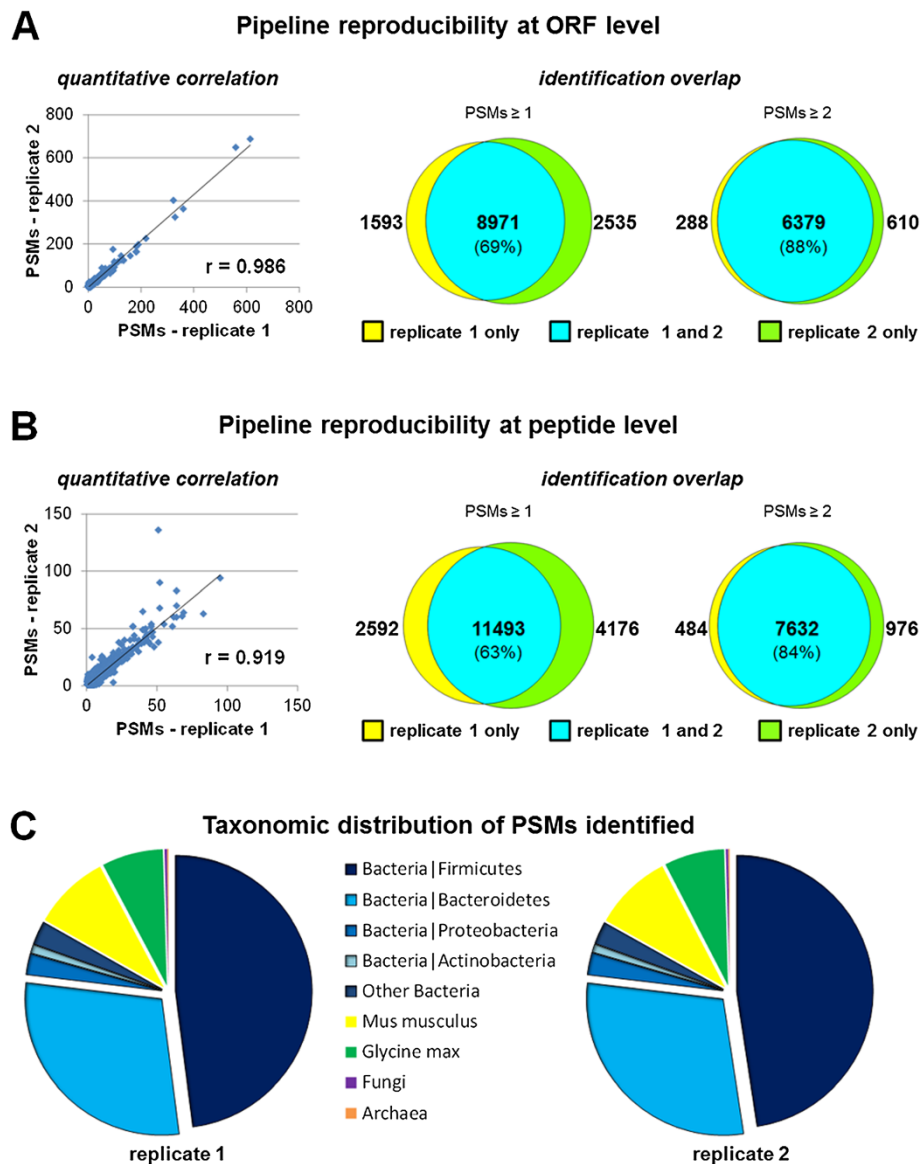 A Pipeline reproducibility at ORF level
quantitative correlation
identification overlap
800
600
400
200
0
0 200 400 600 800
PSMs - replicate 2
PSMs - replicate 1
r = 0.986
PSMs ≥ 1
PSMs ≥ 2
1593 8971 2535
(69%)
288 6379 610
(88%)
replicate 1 only replicate 1 and 2 replicate 2 only
B Pipeline reproducibility at peptide level
quantitative correlation
identification overlap
150
100
50
0
0 50 100 150
PSMs - replicate 2
PSMs - replicate 1
r = 0.919
PSMs ≥ 1
PSMs ≥ 2
2592 11493 4176
(63%)
484 7632 976
(84%)
replicate 1 only replicate 1 and 2 replicate 2 only
C Taxonomic distribution of PSMs identified
Bacteria|Firmicutes
Bacteria|Bacteroidetes
Bacteria|Proteobacteria
Bacteria|Actinobacteria
Other Bacteria
Mus musculus
Glycine max
Fungi
Archaea
replicate 1
replicate 2